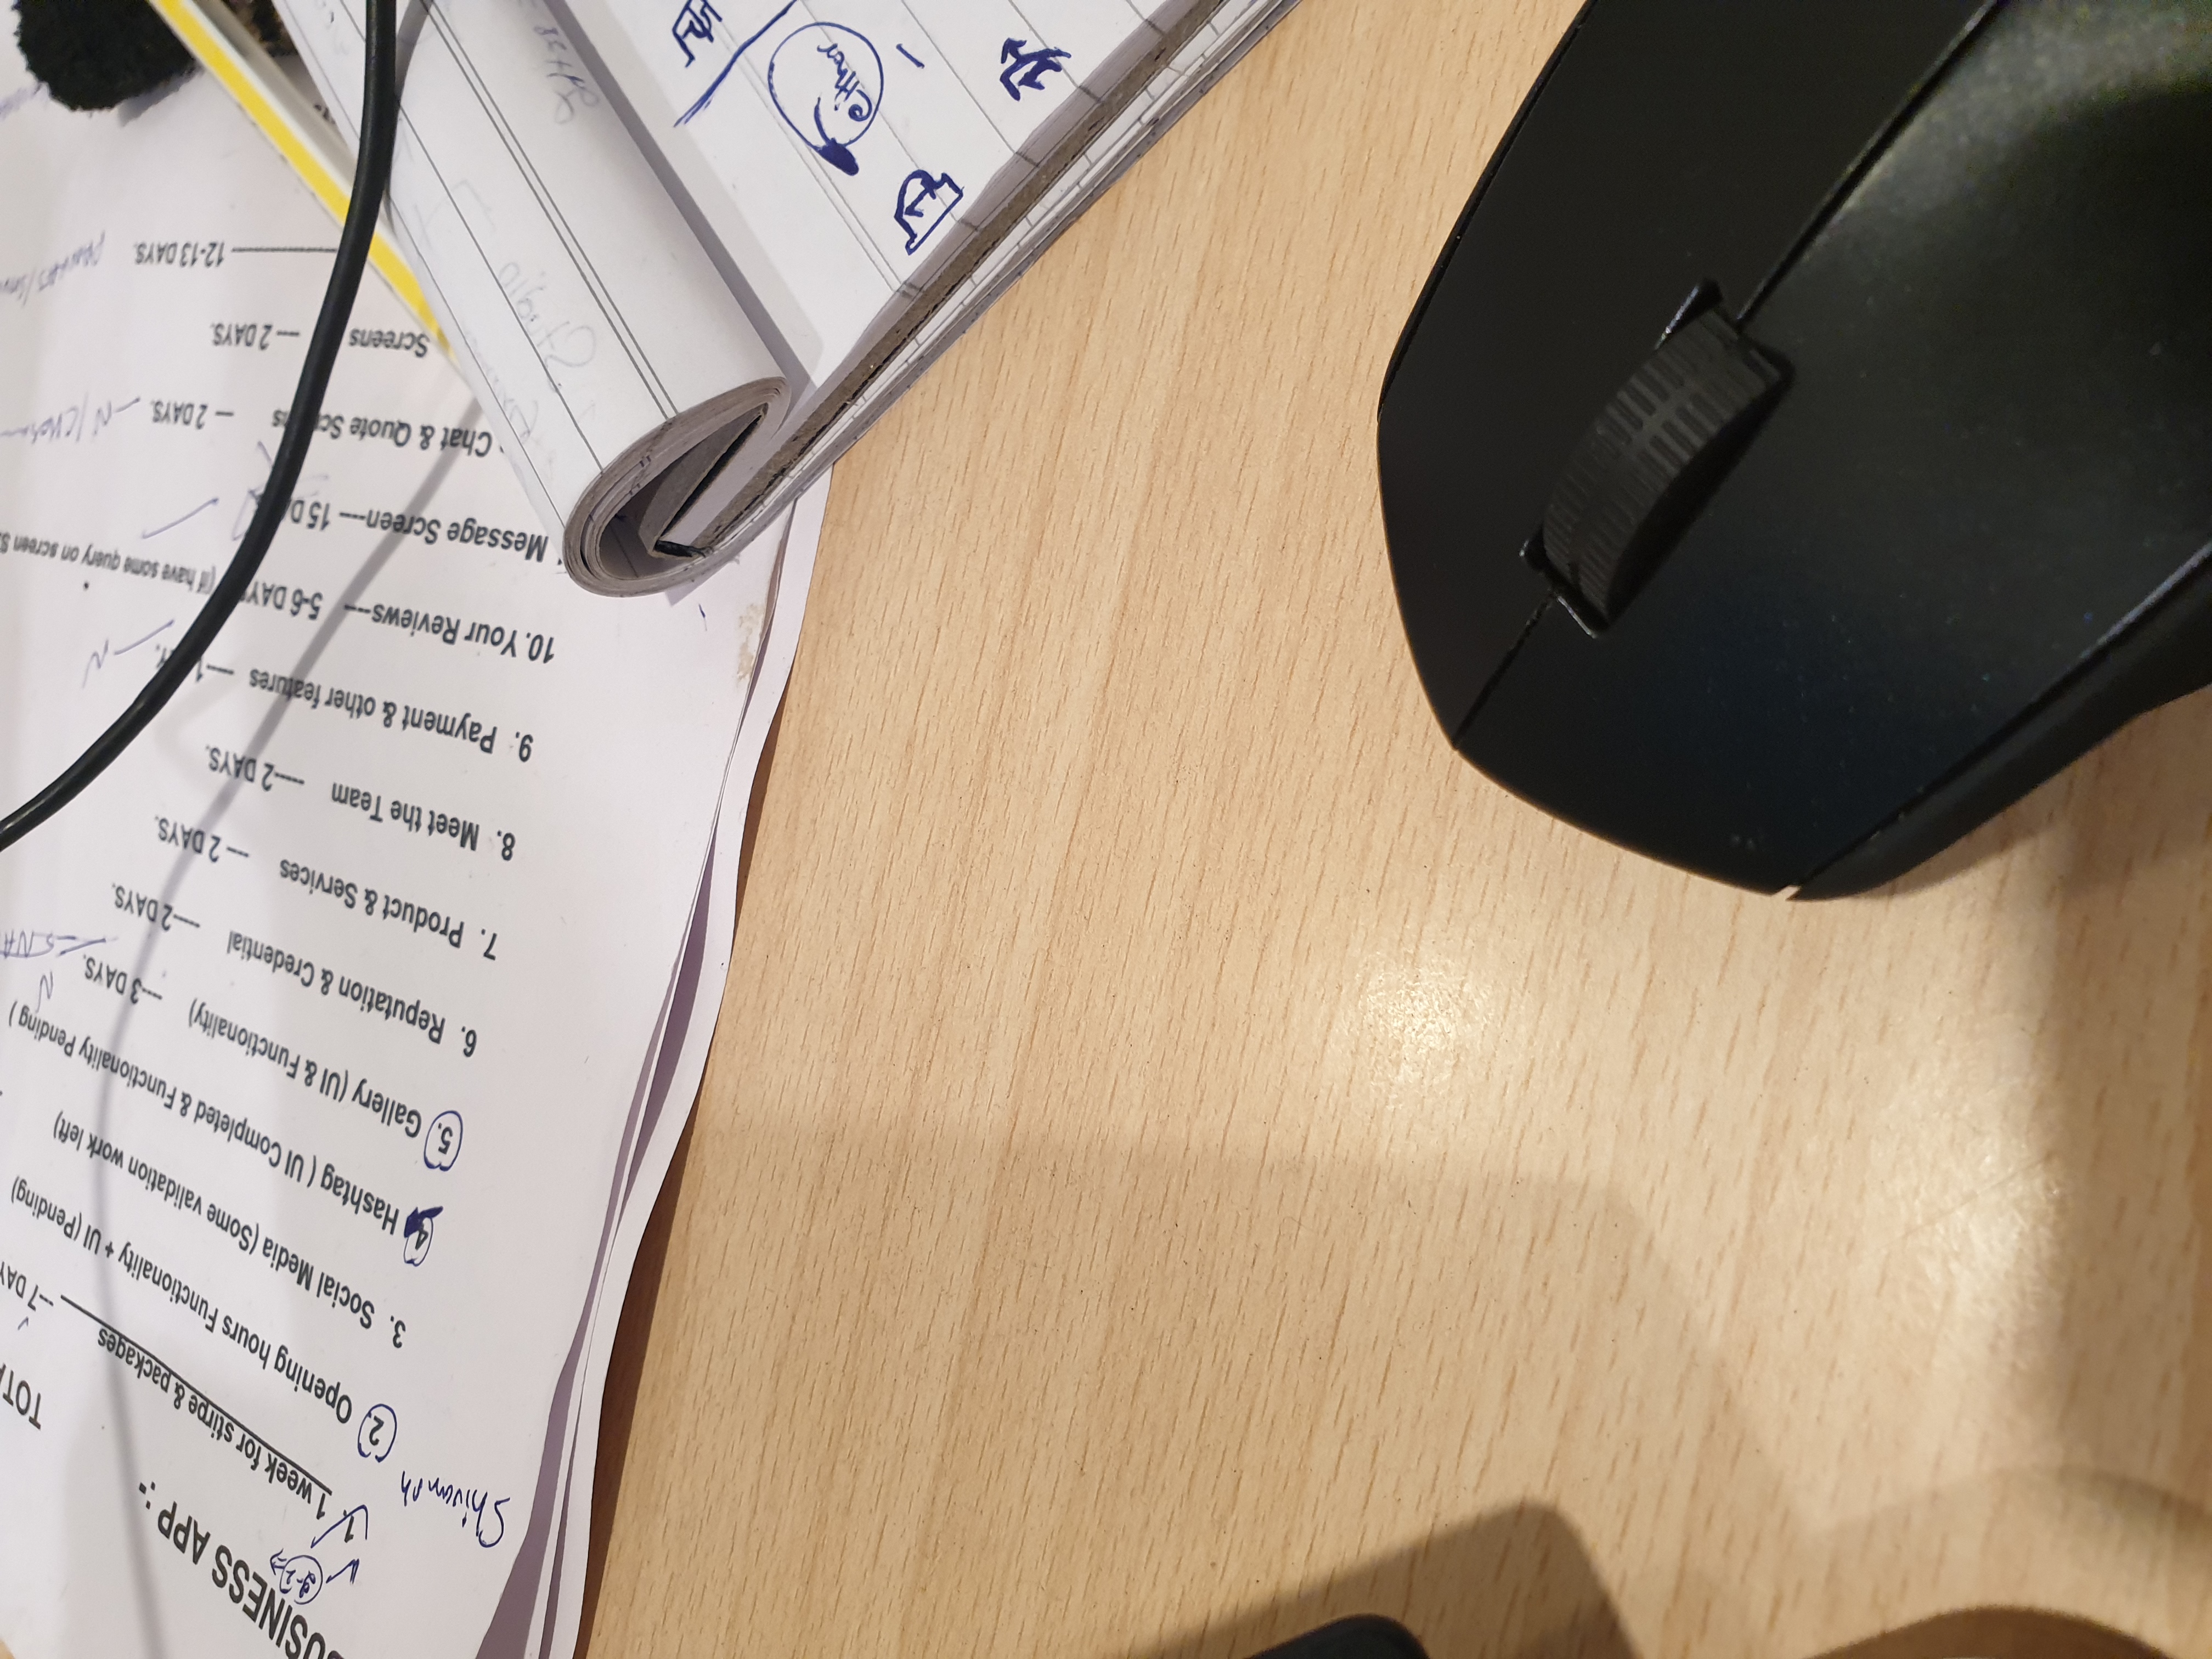 TOTA
BUSINESS APP :-
1. 1 week for stirpe & packages —7 DAY
Shivansh
2. Opening hours Functionality + UI (Pending)
3. Social Media (Some validation work left)
4. Hashtag ( UI Completed & Functionality Pending )
5. Gallery (UI & Functionality) —3 DAYS. N
6. Reputation & Credential —2 DAYS.
7. Product & Services — 2 DAYS.
8. Meet the Team —2 DAYS.
9. Payment & other features —1 Y. — N
10. Your Reviews— 5-6 DAY (If have some query on screen S
Message Screen— 15 D
Chat & Quote Sc s — 2 DAYS. — N
Screens — 2 DAYS.
12-13 DAYS.
either